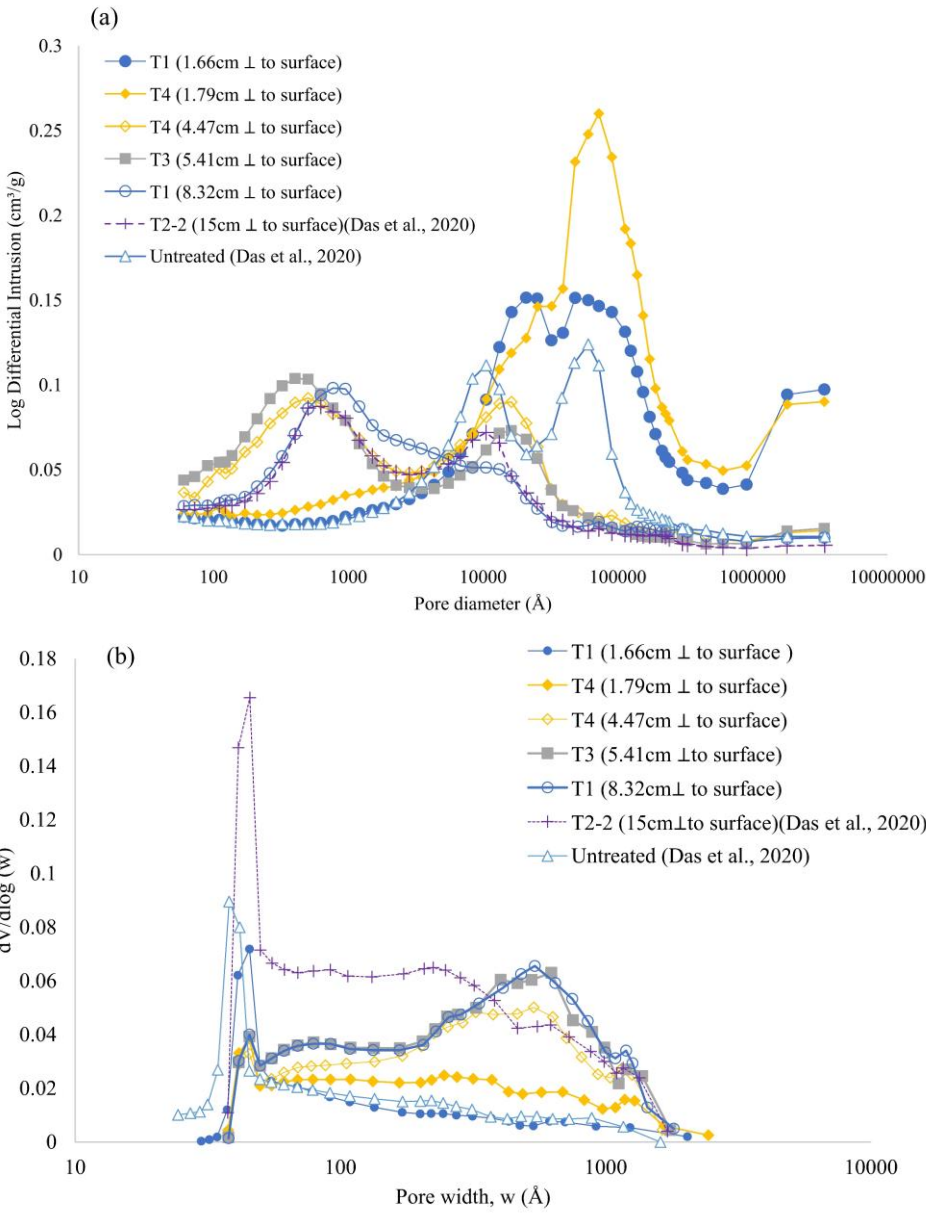 (a)
0.3
0.25
0.2
0.15
0.1
0.05
0
Log Differential Intrusion (cm³/g)
T1 (1.66cm ⊥ to surface)
T4 (1.79cm ⊥ to surface)
T4 (4.47cm ⊥ to surface)
T3 (5.41cm ⊥ to surface)
T1 (8.32cm ⊥ to surface)
T2-2 (15cm ⊥ to surface)(Das et al., 2020)
Untreated (Das et al., 2020)
10 100 1000 10000 100000 1000000 10000000
Pore diameter (Å)
(b)
0.18
0.16
0.14
0.12
0.1
0.08
0.06
0.04
0.02
0
dV/dlog (w)
T1 (1.66cm ⊥ to surface )
T4 (1.79cm ⊥ to surface)
T4 (4.47cm ⊥ to surface)
T3 (5.41cm ⊥to surface)
T1 (8.32cm⊥ to surface)
T2-2 (15cm⊥to surface)(Das et al., 2020)
Untreated (Das et al., 2020)
10 100 1000 10000
Pore width, w (Å)